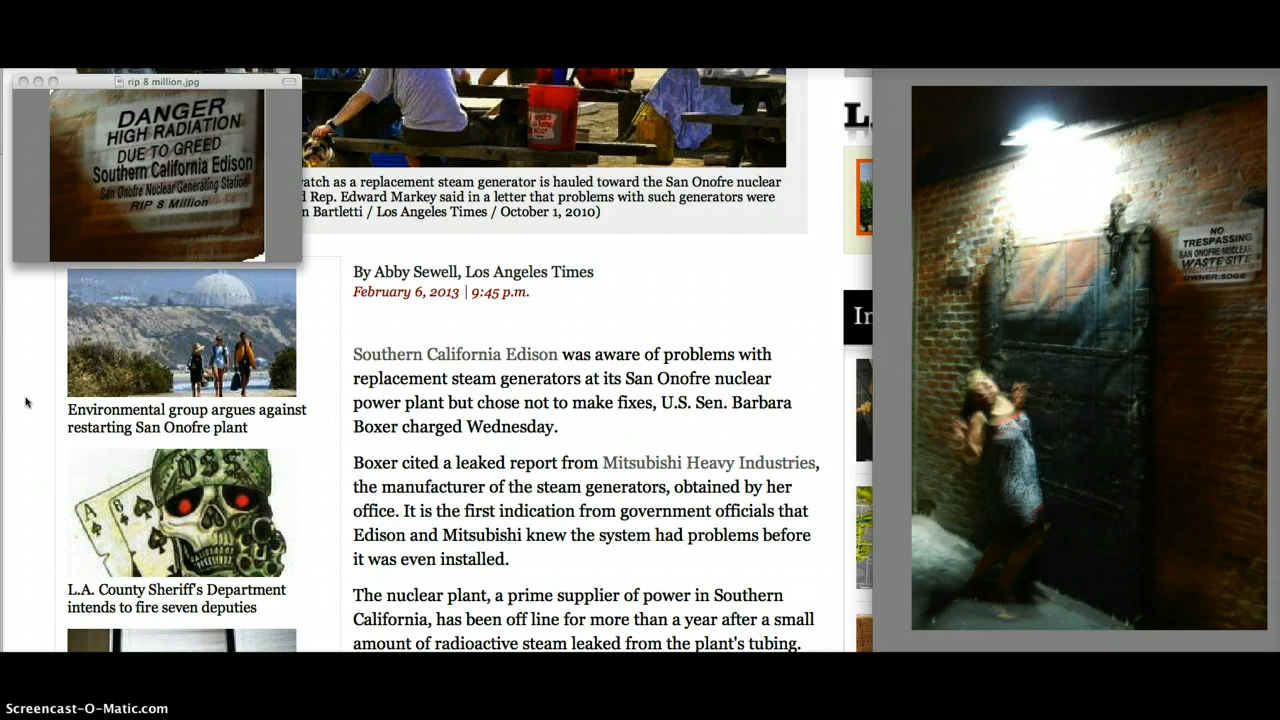 rip 8 million.jpg
DANGER
HIGH RADIATION
DUE TO GREED
Southern California Edison
San Onofre Nuclear Generating Station
RIP 8 Million
atch as a replacement steam generator is hauled toward the San Onofre nuclear
d Rep. Edward Markey said in a letter that problems with such generators were
n Bartletti / Los Angeles Times / October 1, 2010)
Environmental group argues against
restarting San Onofre plant
OSS
A
8
L.A. County Sheriff's Department
intends to fire seven deputies
By Abby Sewell, Los Angeles Times
February 6, 2013 | 9:45 p.m.
Southern California Edison was aware of problems with
replacement steam generators at its San Onofre nuclear
power plant but chose not to make fixes, U.S. Sen. Barbara
Boxer charged Wednesday.
Boxer cited a leaked report from Mitsubishi Heavy Industries,
the manufacturer of the steam generators, obtained by her
office. It is the first indication from government officials that
Edison and Mitsubishi knew the system had problems before
it was even installed.
The nuclear plant, a prime supplier of power in Southern
California, has been off line for more than a year after a small
amount of radioactive steam leaked from the plant's tubing.
L
In
NO
TRESPASSING
SAN ONOFRE NUCLEAR
WASTE SITE
OWNER:SDGE
Screencast-O-Matic.com